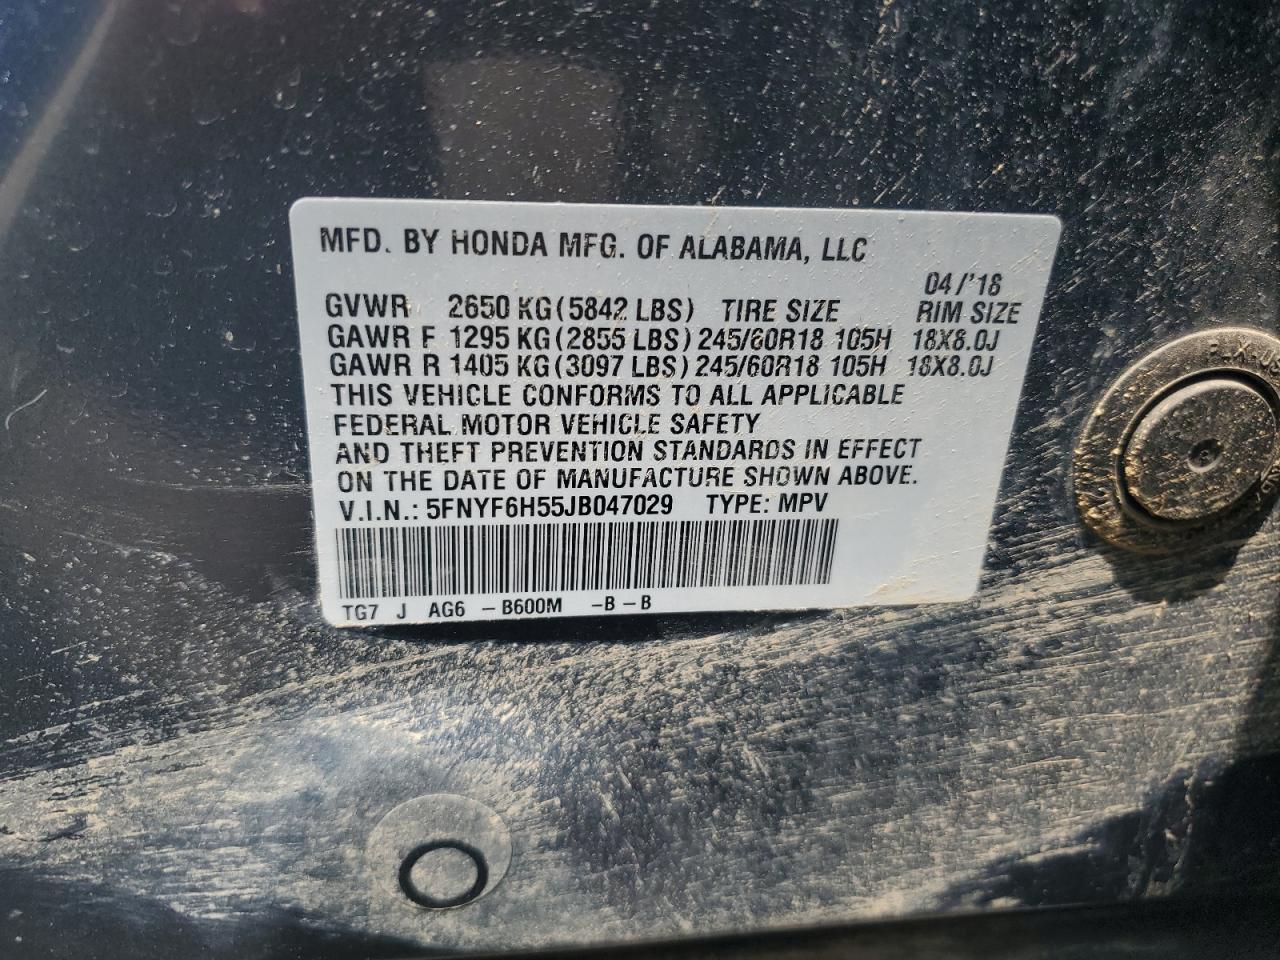 MFD. BY HONDA MFG. OF ALABAMA, LLC
04/'18
GVWR 2650 KG(5842 LBS) TIRE SIZE RIM SIZE
GAWR F 1295 KG(2855 LBS)245/60R18 105H 18X8.0J
GAWR R 1405 KG(3097 LBS)245/60R18 105H 18X8.0J
THIS VEHICLE CONFORMS TO ALL APPLICABLE
FEDERAL MOTOR VEHICLE SAFETY
AND THEFT PREVENTION STANDARDS IN EFFECT
ON THE DATE OF MANUFACTURE SHOWN ABOVE.
V.I.N.: 5FNYF6H55JB047029 TYPE: MPV
TG7 J AG6 -B600M -B-B